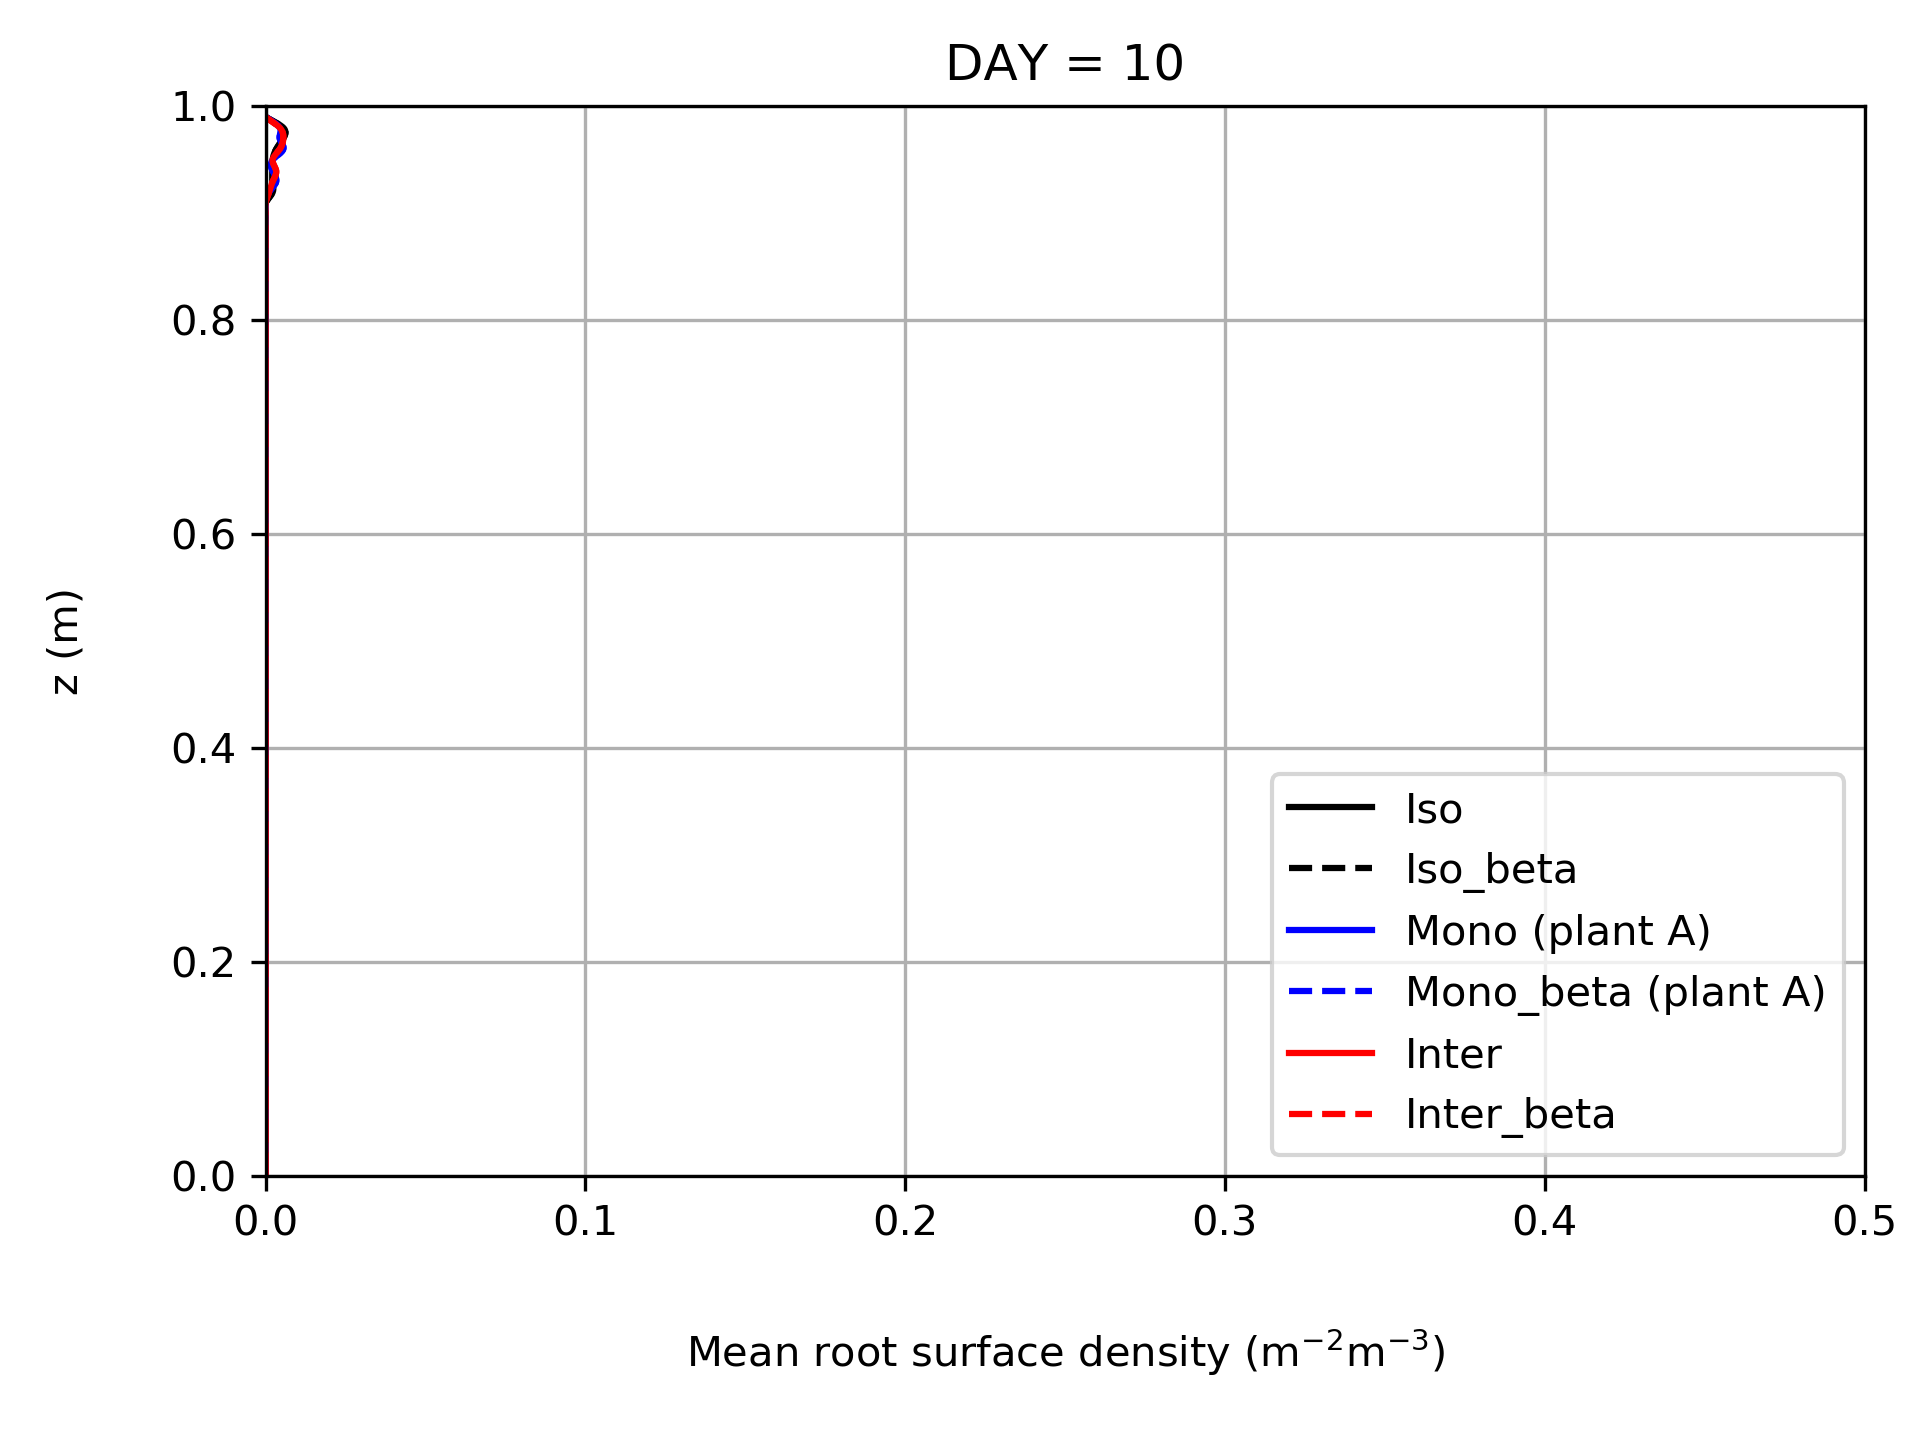 DAY = 10
1.0
0.8
0.6
0.4
0.2
0.0
z (m)
0.0 0.1 0.2 0.3 0.4 0.5
Mean root surface density (m⁻²m⁻³)
Iso
Iso_beta
Mono (plant A)
Mono_beta (plant A)
Inter
Inter_beta